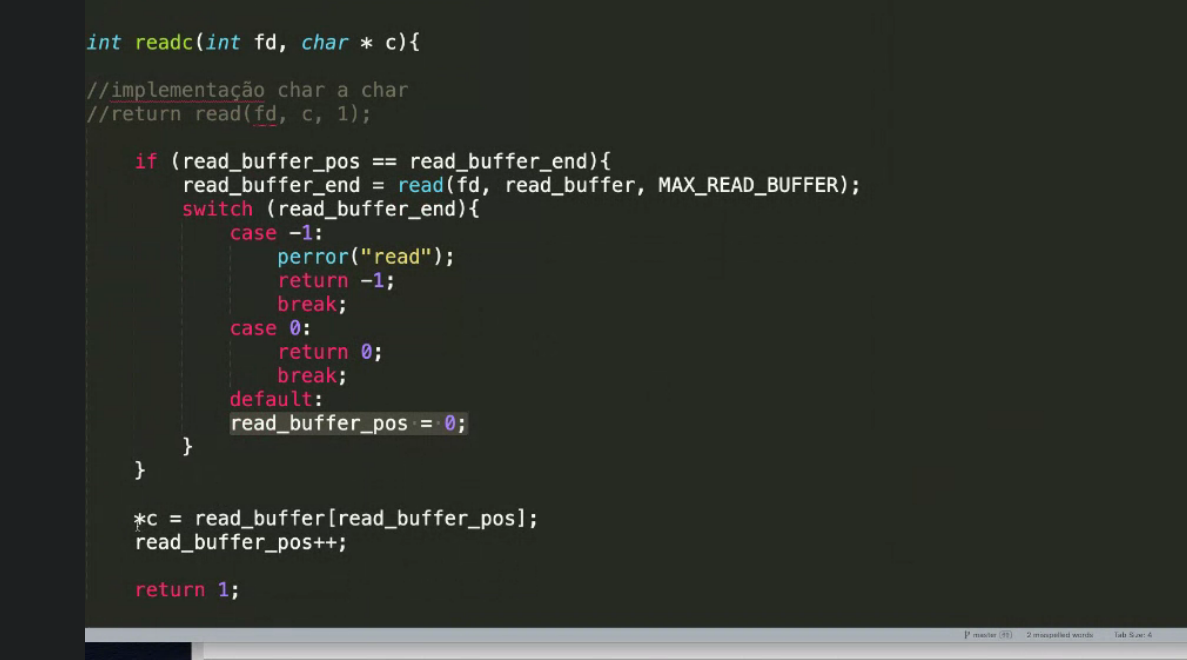 int readc(int fd, char * c){
//implementação char a char
//return read(fd, c, 1);
if (read_buffer_pos == read_buffer_end){
read_buffer_end = read(fd, read_buffer, MAX_READ_BUFFER);
switch (read_buffer_end){
case -1:
perror("read");
return -1;
break;
case 0:
return 0;
break;
default:
read_buffer_pos = 0;
}
}
*c = read_buffer[read_buffer_pos];
read_buffer_pos++;
return 1;
master 2 misspelled words Tab Size: 4